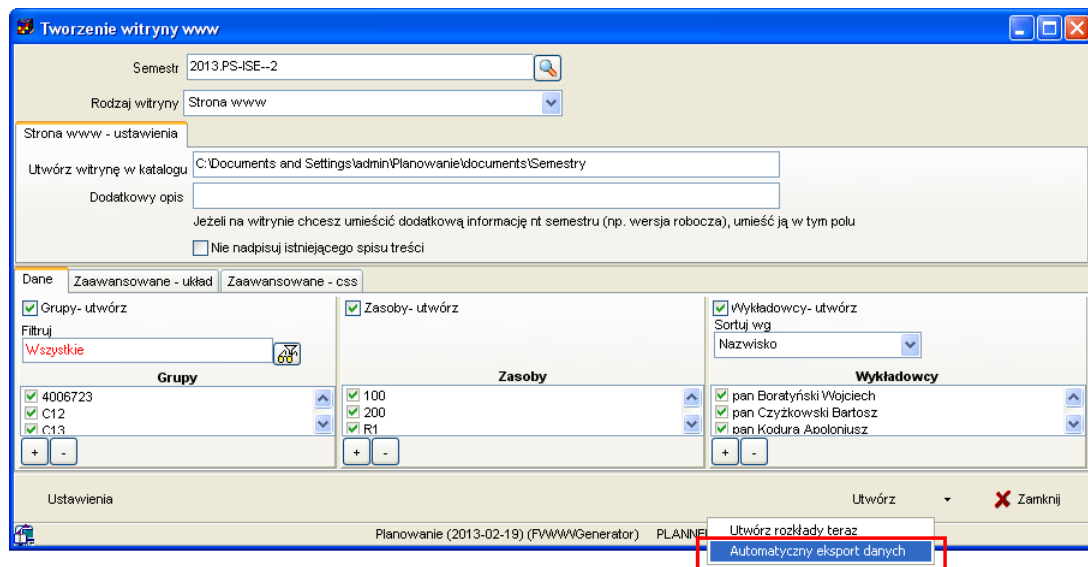 Tworzenie witryny www
Semestr 2013.PS-ISE--2
Rodzaj witryny Strona www
Strona www - ustawienia
Utwórz witrynę w katalogu C:\Documents and Settings\admin\Planowanie\documents\Semestry
Dodatkowy opis
Jeżeli na witrynie chcesz umieścić dodatkową informację nt semestru (np. wersja robocza), umieść ją w tym polu
Nie nadpisuj istniejącego spisu treści
Dane Zaawansowane - układ Zaawansowane - css
Grupy- utwórz Zasoby- utwórz Wykładowcy- utwórz
Filtruj Sortuj wg
Wszystkie Nazwisko
Grupy Zasoby Wykładowcy
4006723 100 pan Boratyński Wojciech
C12 200 pan Czyżkowski Bartosz
C13 R1 pan Kodura Apoloniusz
+ - + - + -
Ustawienia Utwórz Zamknij
Planowanie (2013-02-19) (FWWWGenerator) PLANNE
Utwórz rozkłady teraz
Automatyczny eksport danych